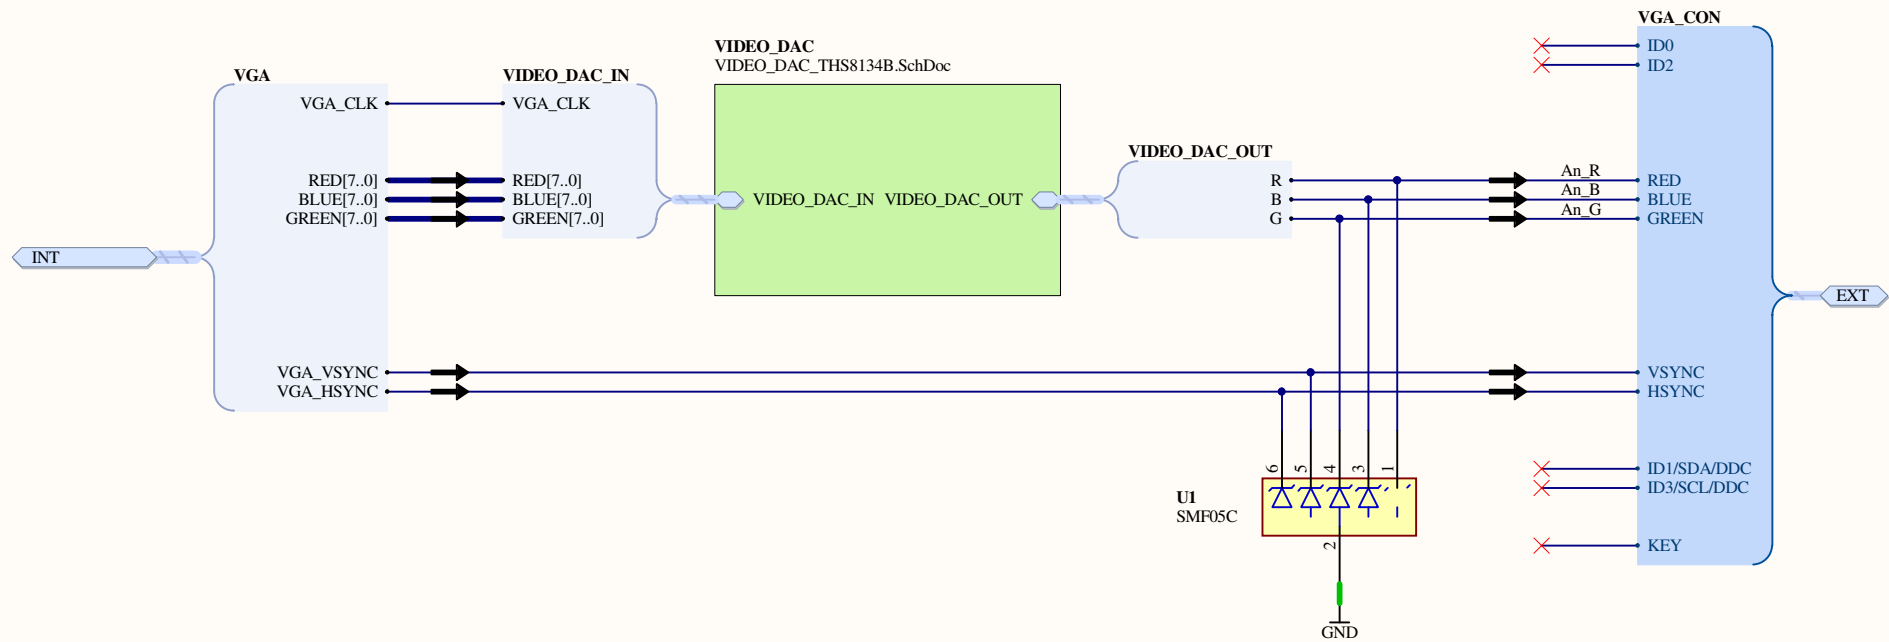 VGA_CON
ID0
ID2
VIDEO_DAC
VIDEO_DAC_THS8134B.SchDoc
VGA
VIDEO_DAC_IN
VGA_CLK
VGA_CLK
VIDEO_DAC_OUT
RED[7..0]
RED[7..0]
R
An_R
RED
BLUE[7..0]
BLUE[7..0]
VIDEO_DAC_IN
VIDEO_DAC_OUT
B
An_B
BLUE
GREEN[7..0]
GREEN[7..0]
G
An_G
GREEN
INT
EXT
VGA_VSYNC
VSYNC
VGA_HSYNC
HSYNC
6
5
4
3
1
ID1/SDA/DDC
ID3/SCL/DDC
U1
SMF05C
2
KEY
GND